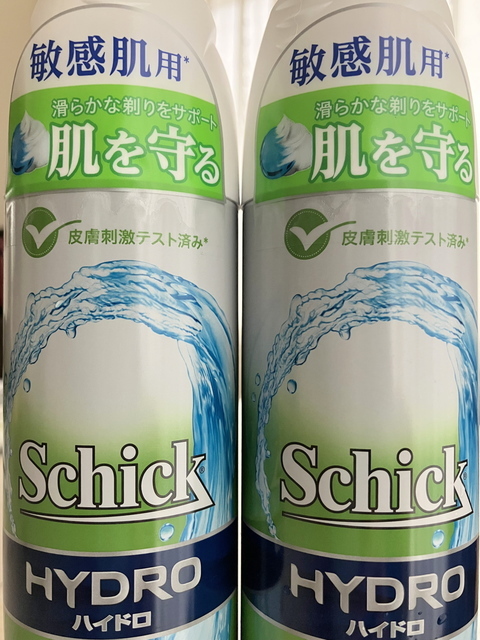 敏感肌用*
滑らかな剃りをサポート
肌を守る
皮膚刺激テスト済み*
Schick
HYDRO
ハイドロ
敏感肌用*
滑らかな剃りをサポート
肌を守る
皮膚刺激テスト済み*
Schick
HYDRO
ハイドロ